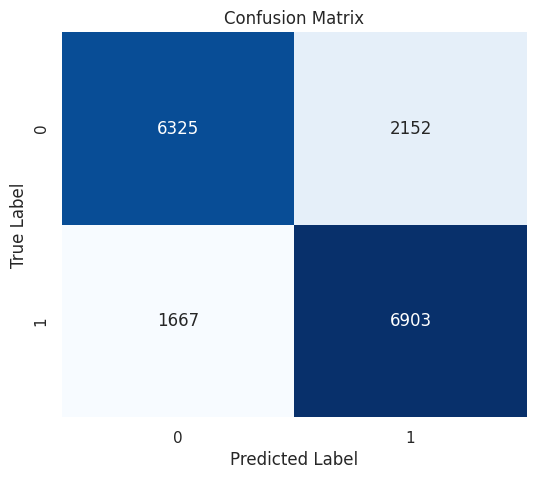 Confusion Matrix
True Label
0
6325
2152
1
1667
6903
0
1
Predicted Label